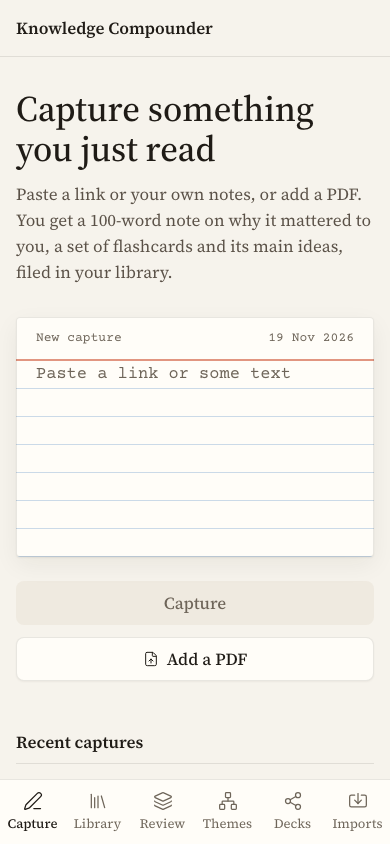 Knowledge Compounder
Capture something
you just read
Paste a link or your own notes, or add a PDF.
You get a 100-word note on why it mattered to
you, a set of flashcards and its main ideas,
filed in your library.
New capture 19 Nov 2026
Paste a link or some text
Capture
Add a PDF
Recent captures
Capture Library Review Themes Decks Imports